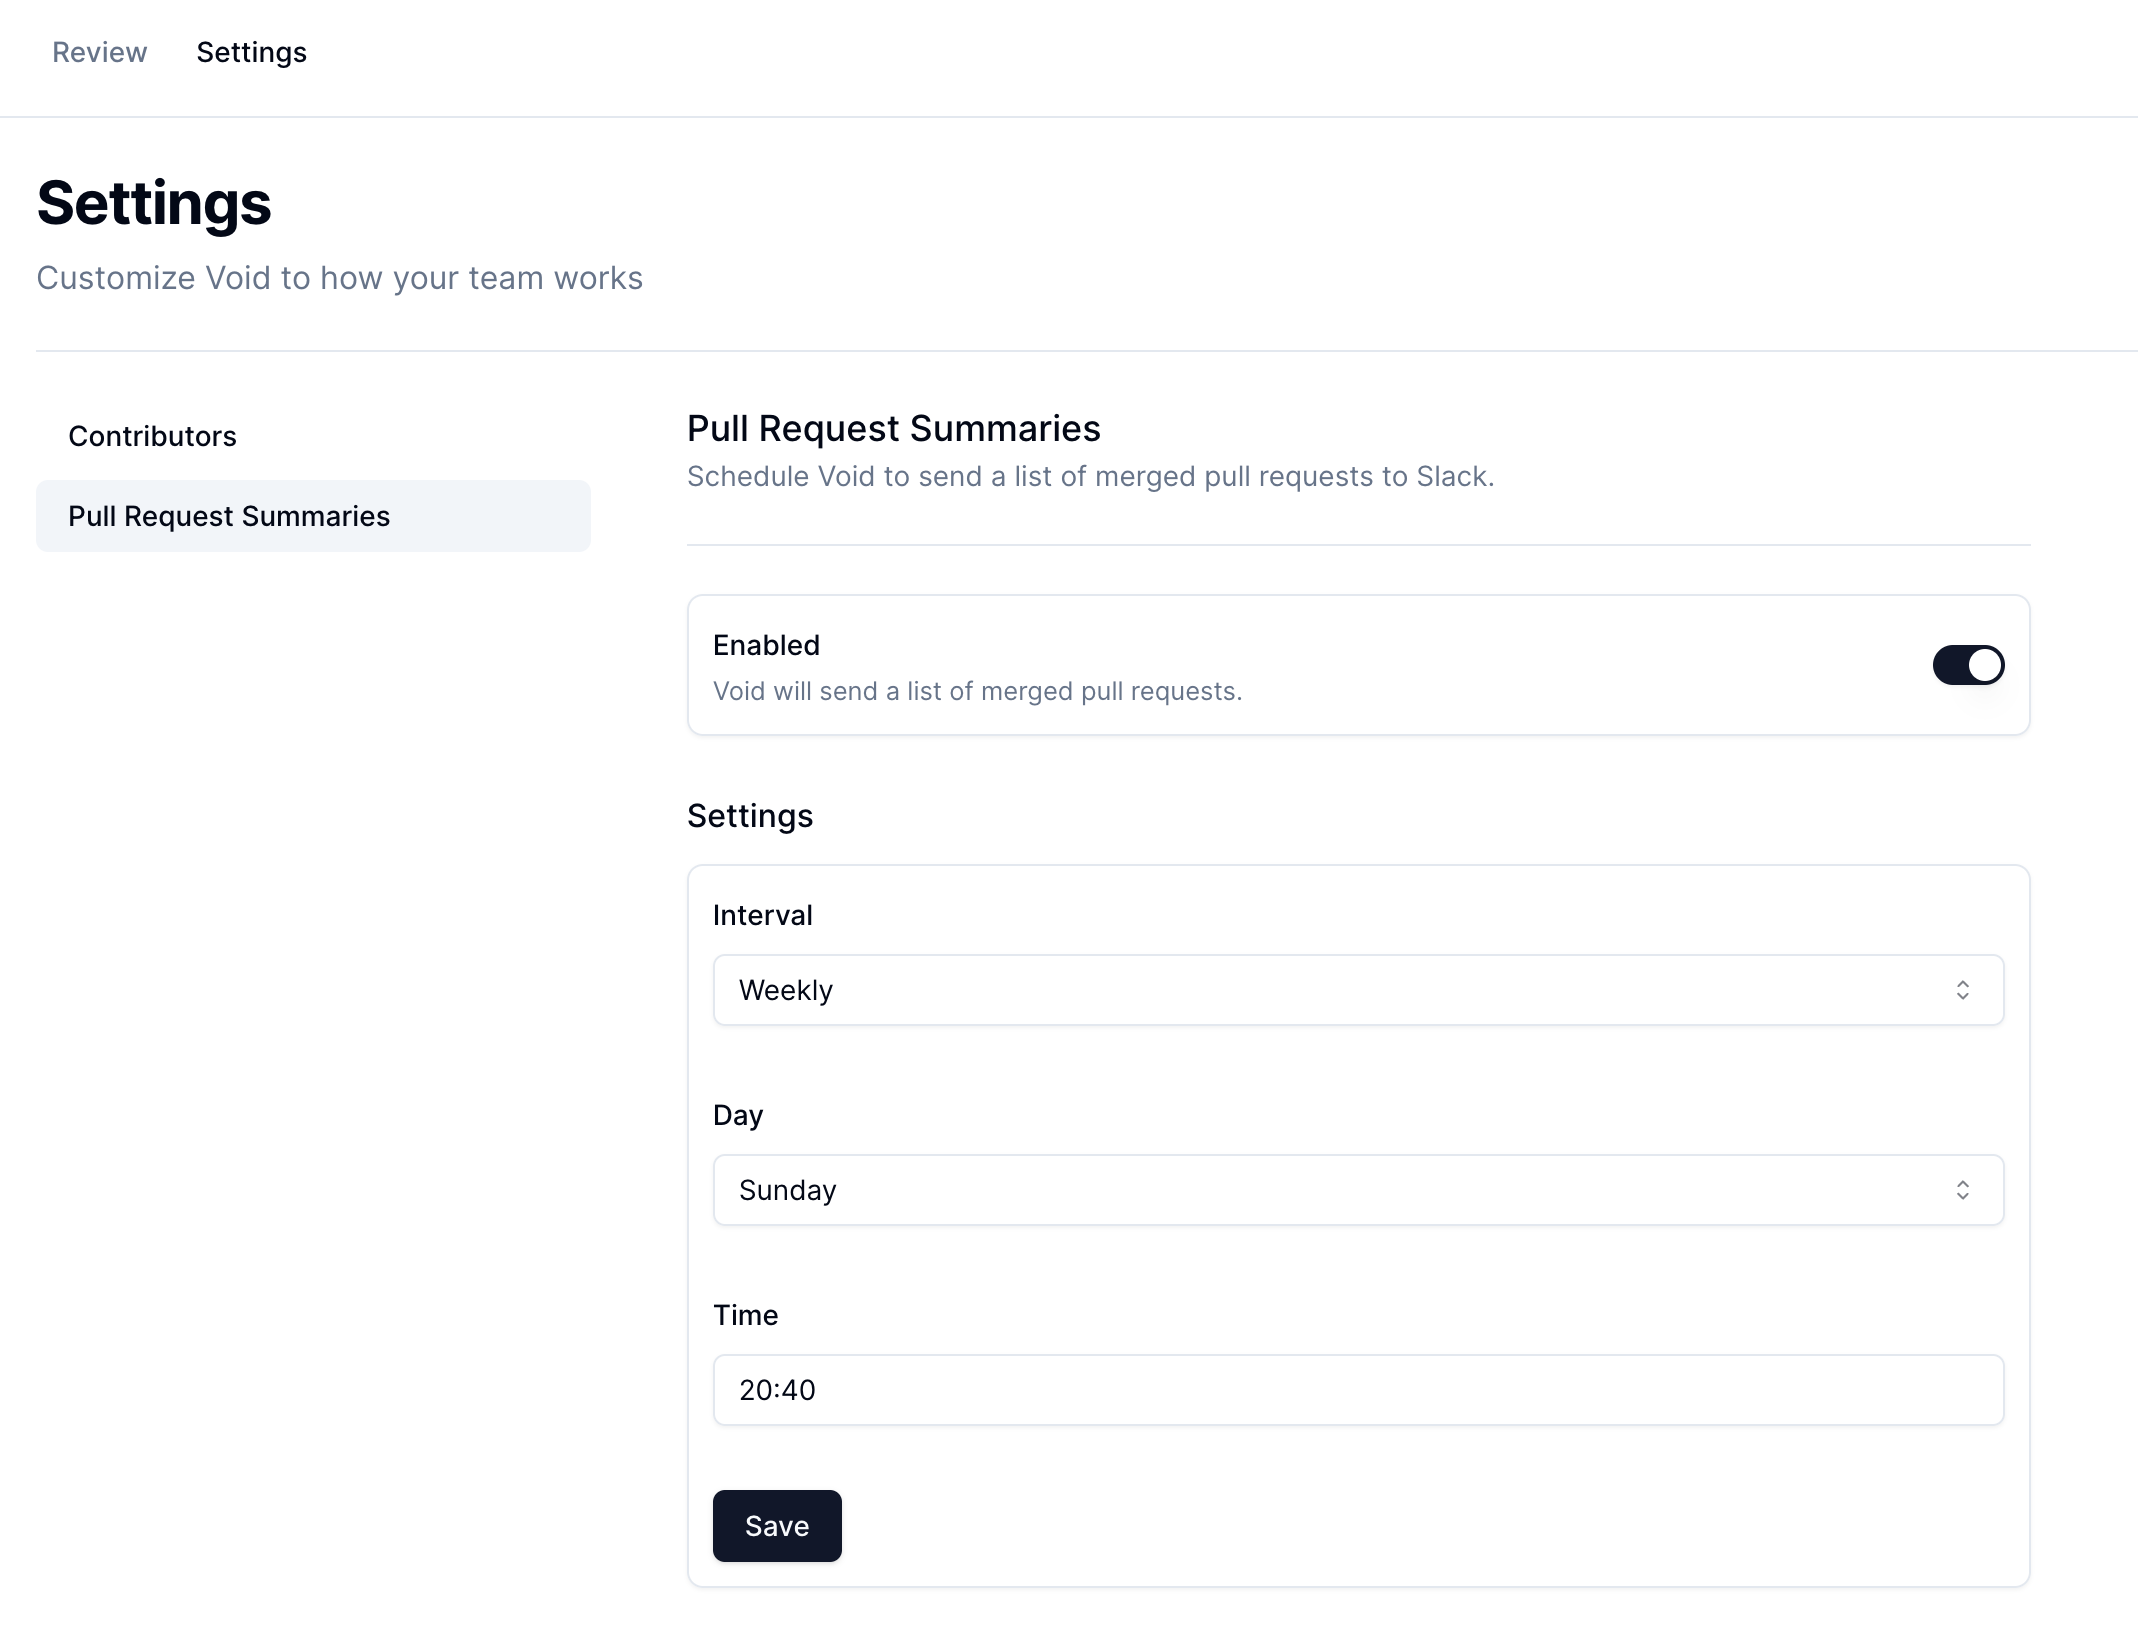 Review Settings
Settings
Customize Void to how your team works
Contributors
Pull Request Summaries
Pull Request Summaries
Schedule Void to send a list of merged pull requests to Slack.
Enabled
Void will send a list of merged pull requests.
Settings
Interval
Weekly
Day
Sunday
Time
20:40
Save